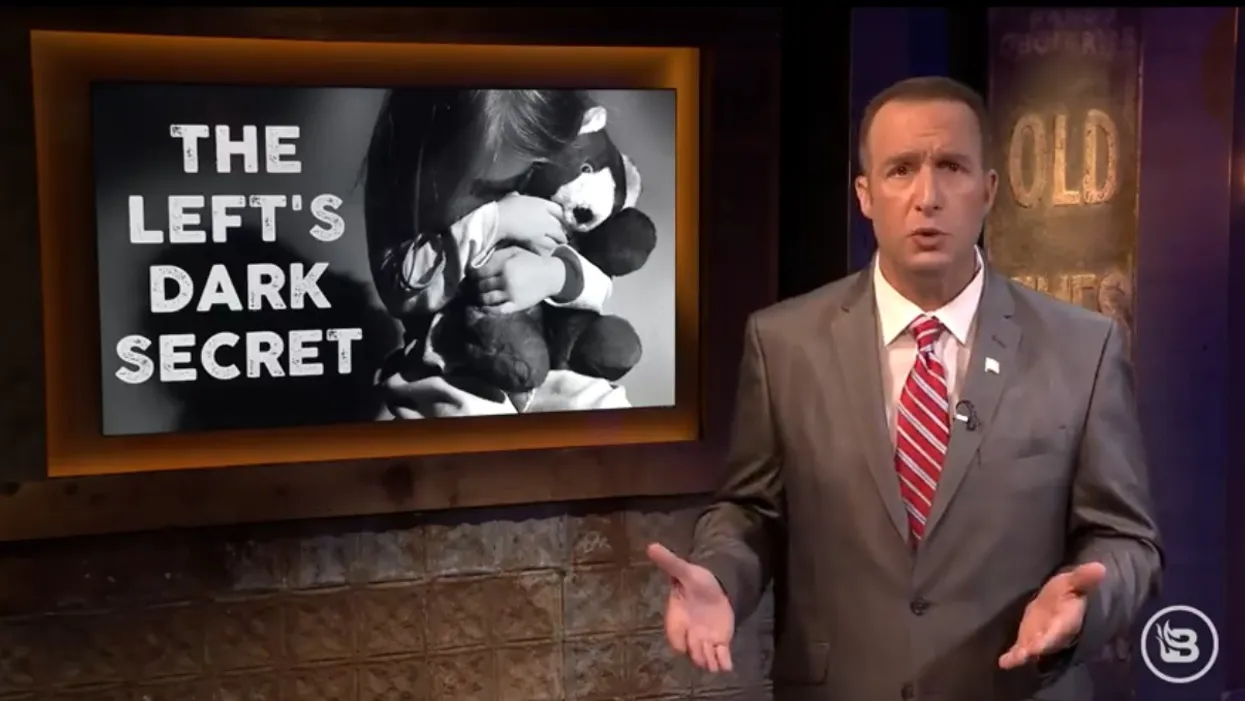 THE
LEFT'S
DARK
SECRET
OLD
B